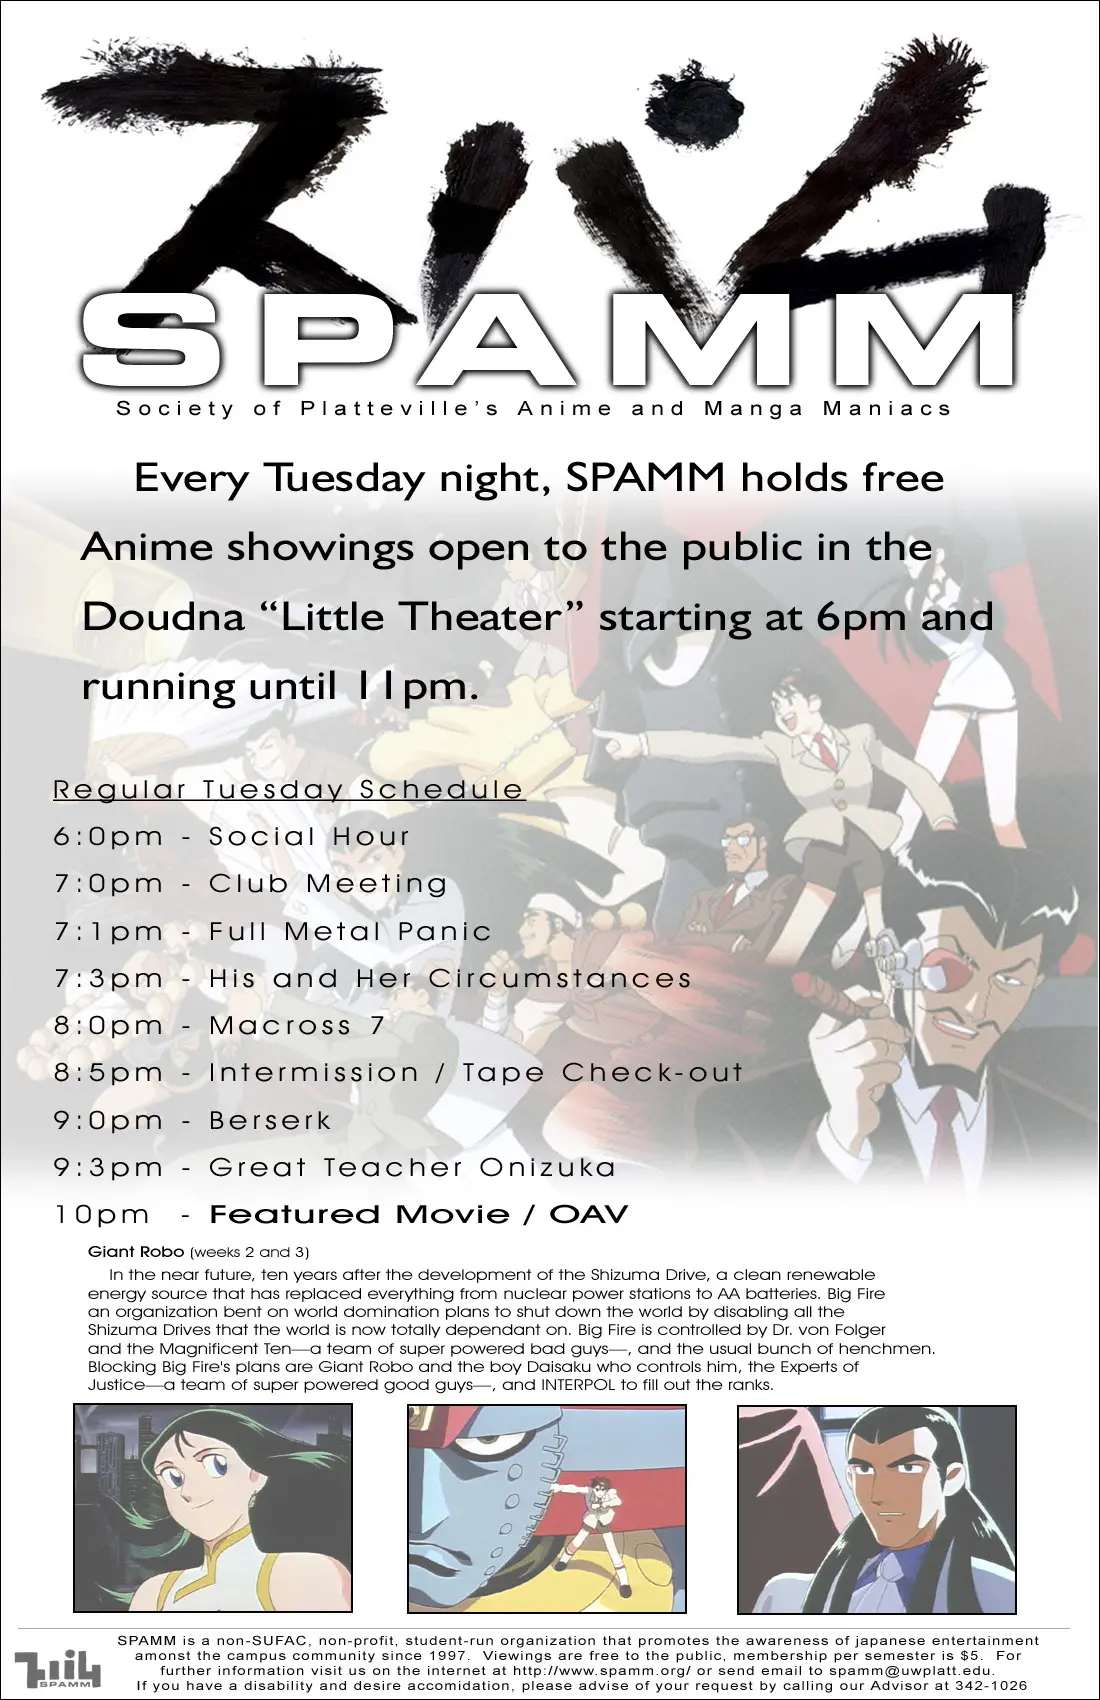 スパム
SPAMM
Society of Platteville's Anime and Manga Maniacs
Every Tuesday night, SPAMM holds free
Anime showings open to the public in the
Doudna “Little Theater” starting at 6pm and
running until 11pm.
Regular Tuesday Schedule
6:0pm - Social Hour
7:0pm - Club Meeting
7:1pm - Full Metal Panic
7:3pm - His and Her Circumstances
8:0pm - Macross 7
8:5pm - Intermission / Tape Check-out
9:0pm - Berserk
9:3pm - Great Teacher Onizuka
10pm - Featured Movie / OAV
Giant Robo (weeks 2 and 3)
In the near future, ten years after the development of the Shizuma Drive, a clean renewable
energy source that has replaced everything from nuclear power stations to AA batteries. Big Fire
an organization bent on world domination plans to shut down the world by disabling all the
Shizuma Drives that the world is now totally dependant on. Big Fire is controlled by Dr. von Folger
and the Magnificent Ten—a team of super powered bad guys—, and the usual bunch of henchmen.
Blocking Big Fire's plans are Giant Robo and the boy Daisaku who controls him, the Experts of
Justice—a team of super powered good guys—, and INTERPOL to fill out the ranks.
スパム
SPAMM
SPAMM is a non-SUFAC, non-profit, student-run organization that promotes the awareness of japanese entertainment
amonst the campus community since 1997. Viewings are free to the public, membership per semester is $5. For
further information visit us on the internet at http://www.spamm.org/ or send email to spamm@uwplatt.edu.
If you have a disability and desire accomidation, please advise of your request by calling our Advisor at 342-1026